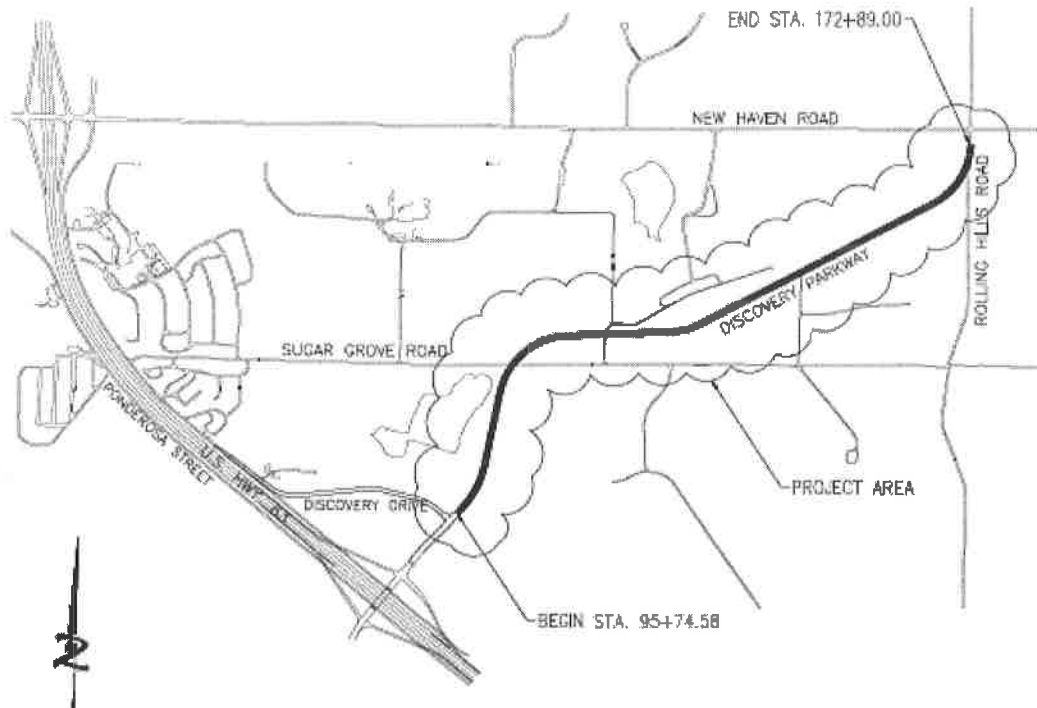 END STA. 172+89.00
NEW HAVEN ROAD
ROLLING HILLS ROAD
DISCOVERY PARKWAY
SUGAR GROVE ROAD
PONDEROSA STREET
U.S. HWY. 63
DISCOVERY DRIVE
PROJECT AREA
BEGIN STA. 95+74.58
N